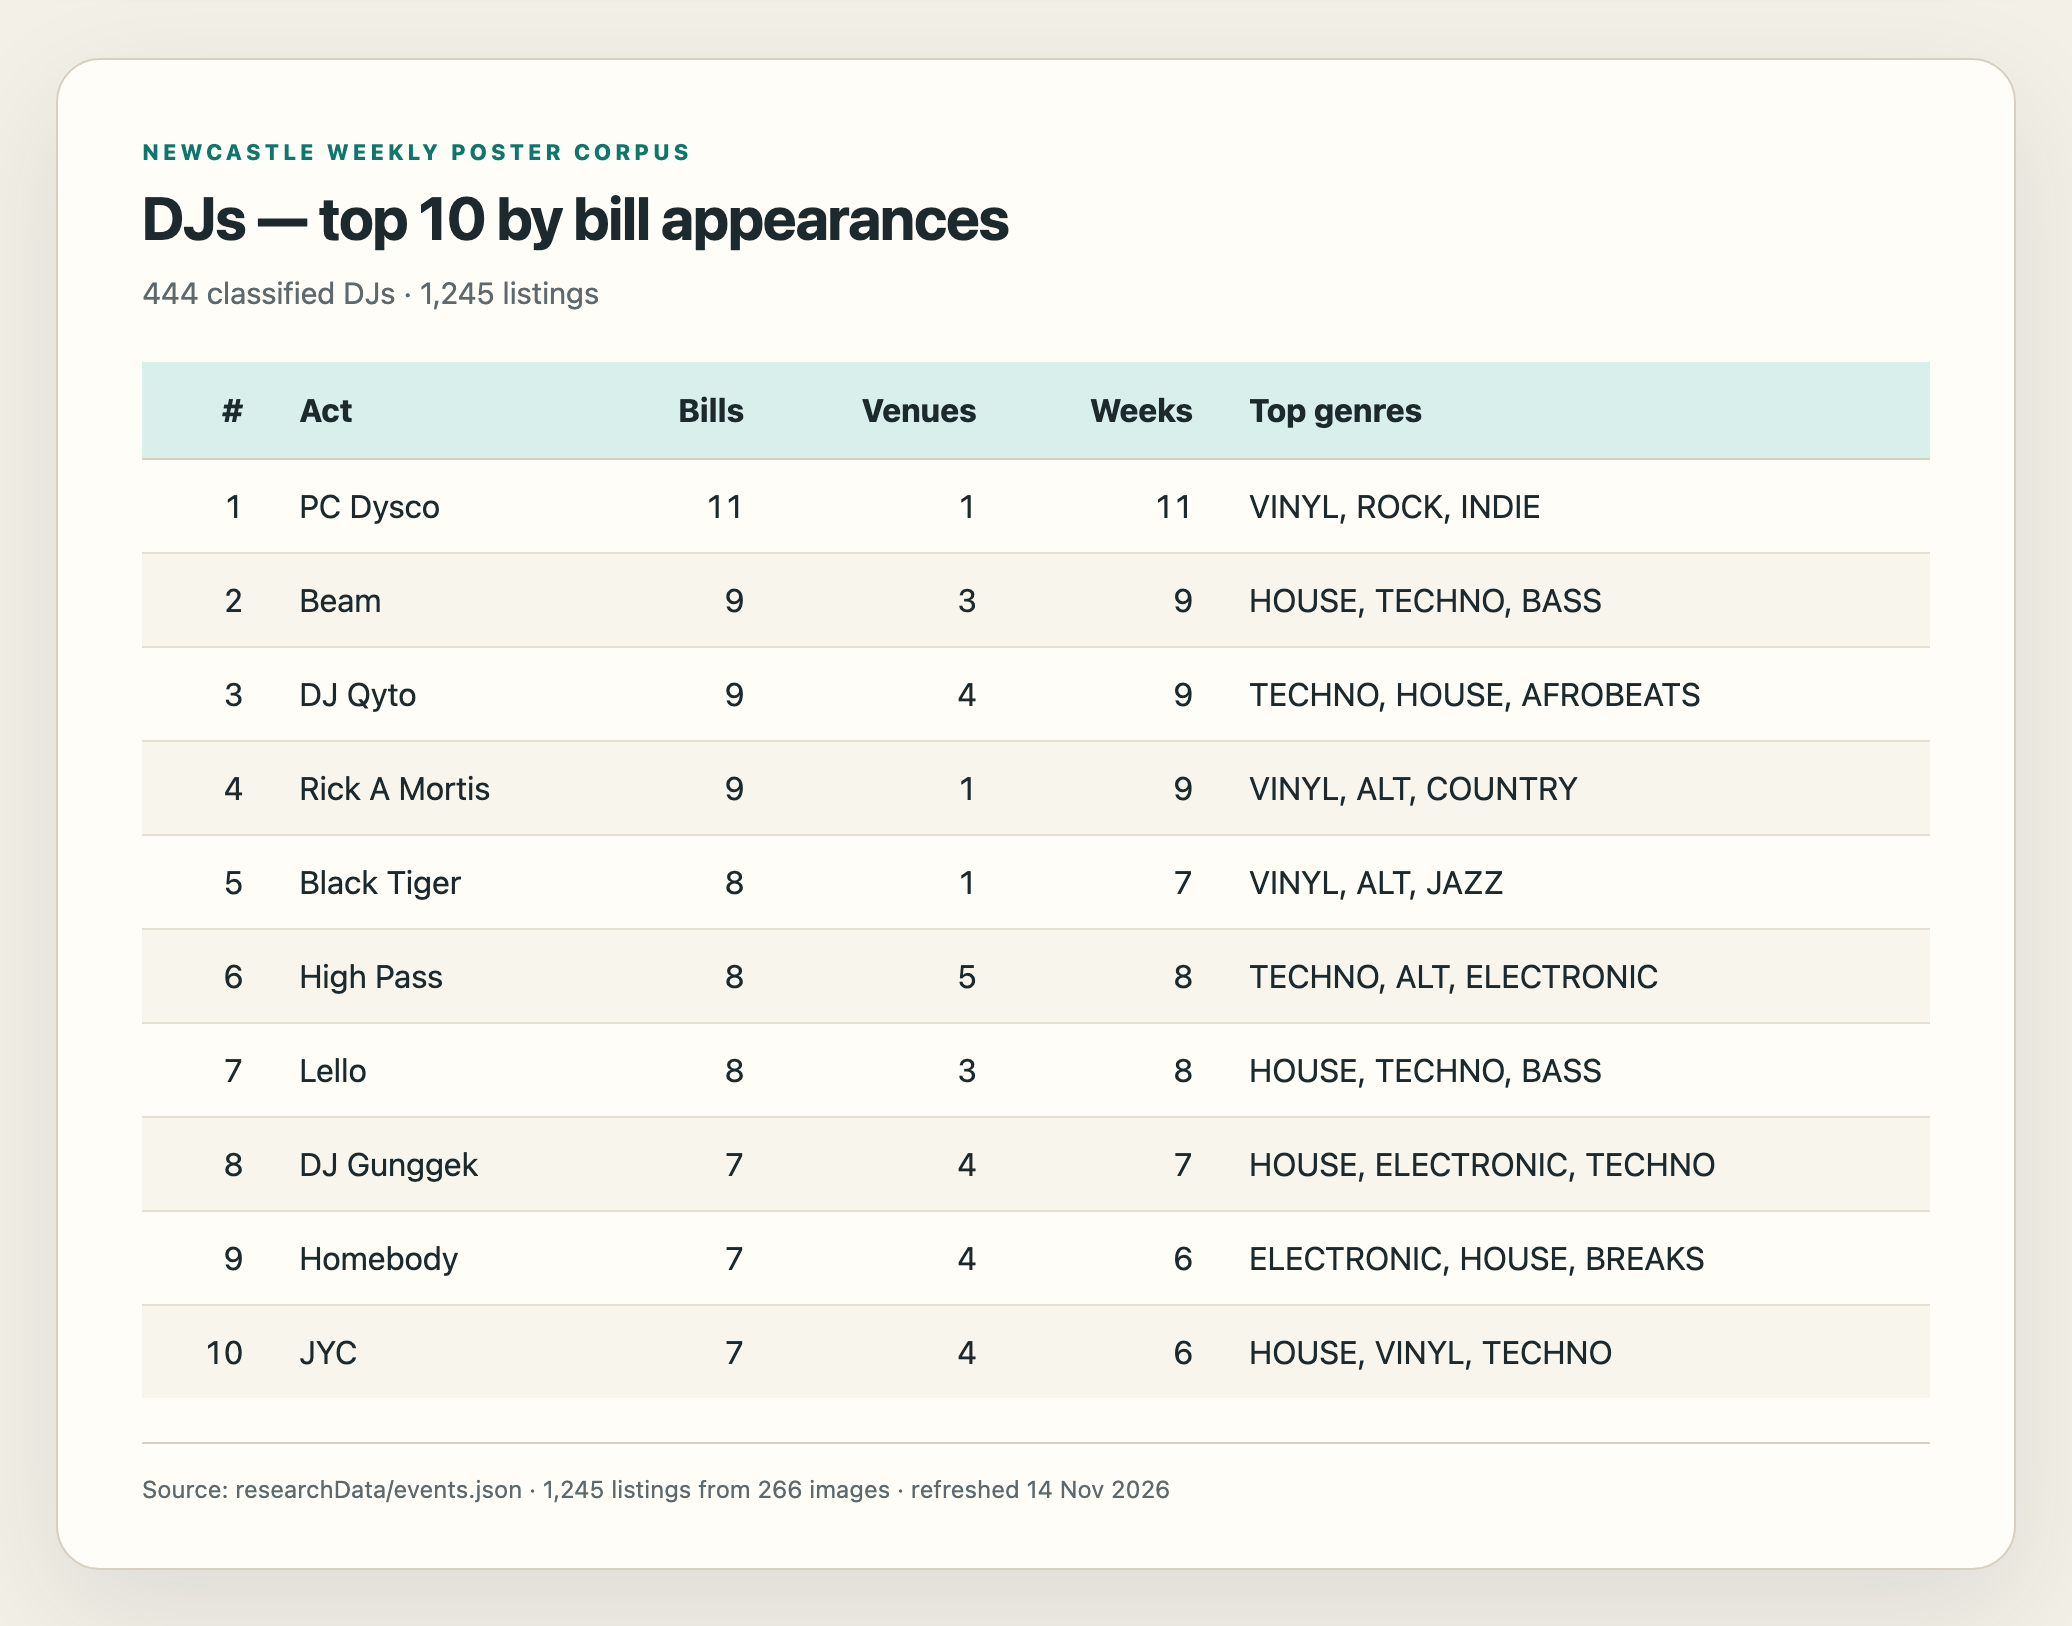 NEWCASTLE WEEKLY POSTER CORPUS
DJs — top 10 by bill appearances
444 classified DJs · 1,245 listings
# Act Bills Venues Weeks Top genres
1 PC Dysco 11 1 11 VINYL, ROCK, INDIE
2 Beam 9 3 9 HOUSE, TECHNO, BASS
3 DJ Qyto 9 4 9 TECHNO, HOUSE, AFROBEATS
4 Rick A Mortis 9 1 9 VINYL, ALT, COUNTRY
5 Black Tiger 8 1 7 VINYL, ALT, JAZZ
6 High Pass 8 5 8 TECHNO, ALT, ELECTRONIC
7 Lello 8 3 8 HOUSE, TECHNO, BASS
8 DJ Gunggek 7 4 7 HOUSE, ELECTRONIC, TECHNO
9 Homebody 7 4 6 ELECTRONIC, HOUSE, BREAKS
10 JYC 7 4 6 HOUSE, VINYL, TECHNO
Source: researchData/events.json · 1,245 listings from 266 images · refreshed 14 Nov 2026